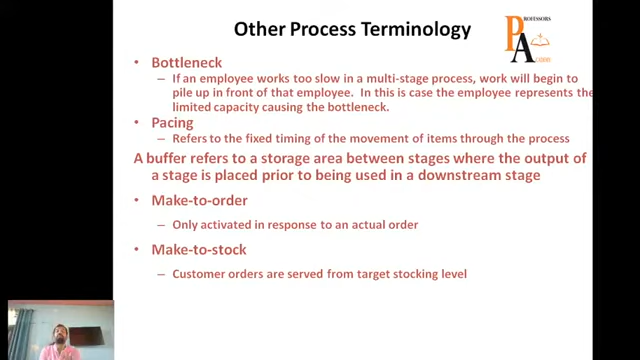 Other Process Terminology
PROFESSORS
ACADEMY
• Bottleneck
– If an employee works too slow in a multi-stage process, work will begin to
pile up in front of that employee. In this is case the employee represents the
limited capacity causing the bottleneck.
• Pacing
– Refers to the fixed timing of the movement of items through the process
A buffer refers to a storage area between stages where the output of
a stage is placed prior to being used in a downstream stage
• Make-to-order
– Only activated in response to an actual order
• Make-to-stock
– Customer orders are served from target stocking level